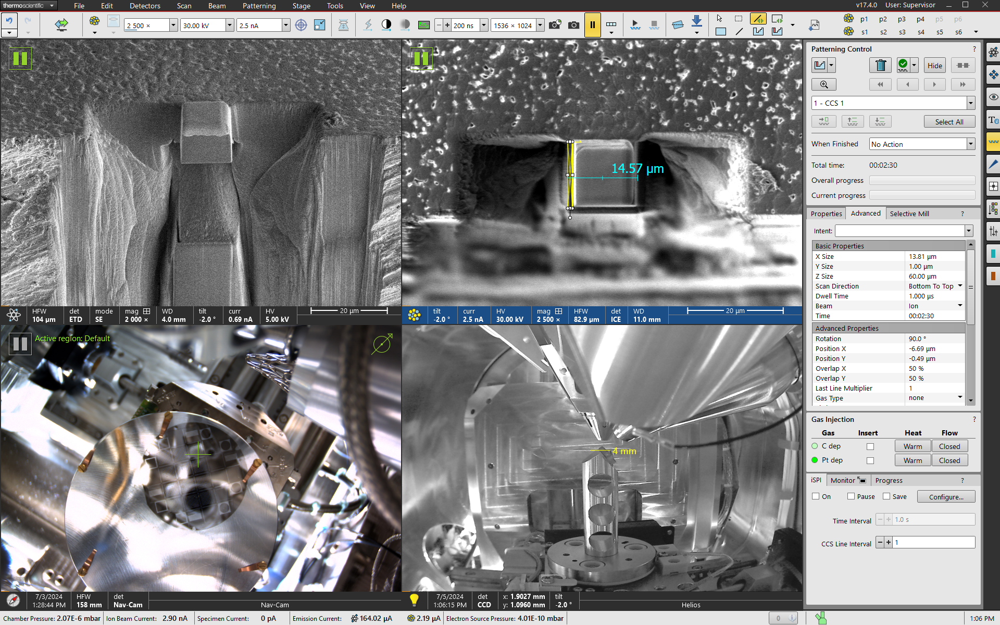 thermo scientific
File Edit Detectors Scan Beam Patterning Stage Tools View Help
v17.4.0 User: Supervisor
2 500 × 30.00 kV 2.5 nA 200 ns 1536 × 1024
p1 p2 p3 p4 p5 p6
s1 s2 s3 s4 s5 s6
14.57 µm
HFW det mode mag WD tilt curr HV 20 µm
104 µm ETD SE 2 000 × 4.0 mm -2.0 ° 0.69 nA 5.00 kV
tilt curr HV mag HFW det WD 20 µm
-2.0 ° 2.5 nA 30.00 kV 2 500 × 82.9 µm ICE 11.0 mm
Active region: Default
4 mm
7/3/2024 HFW det
1:28:44 PM 158 mm Nav-Cam Nav-Cam
7/5/2024 det x: 1.9027 mm tilt
1:06:15 PM CCD y: 1.0960 mm -2.0 ° Helios
Patterning Control ?
Hide
1 - CCS 1
Select All
When Finished No Action
Total time: 00:02:30
Overall progress
Current progress
Properties Advanced Selective Mill ?
Intent:
Basic Properties
X Size 13.81 µm
Y Size 1.00 µm
Z Size 60.00 µm
Scan Direction Bottom To Top
Dwell Time 1.000 µs
Beam Ion
Time 00:02:30
Advanced Properties
Rotation 90.0 °
Position X -6.69 µm
Position Y -0.49 µm
Overlap X 50 %
Overlap Y 50 %
Last Line Multiplier 1
Gas Type none
Gas Injection ?
Gas Insert Heat Flow
C dep Warm Closed
Pt dep Warm Closed
iSPI Monitor Progress ?
On Pause Save Configure...
Time Interval 1.0 s
CCS Line Interval 1
Chamber Pressure: 2.07E-6 mbar Ion Beam Current: 2.90 nA Specimen Current: 0 pA Emission Current: 164.02 µA 2.19 µA Electron Source Pressure: 4.01E-10 mbar 0 1:06 PM